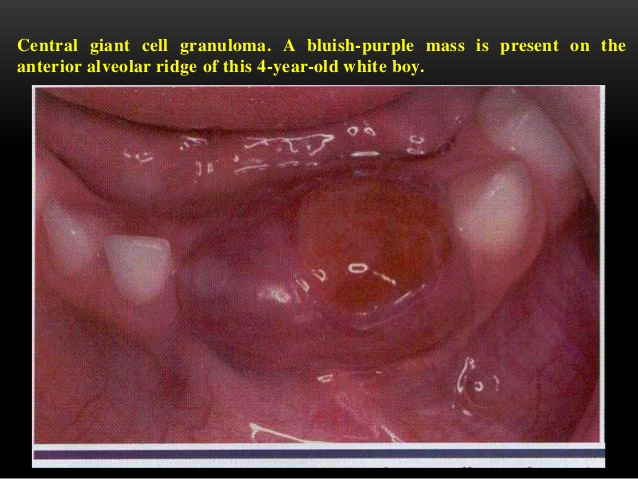 Central giant cell granuloma. A bluish-purple mass is present on the
anterior alveolar ridge of this 4-year-old white boy.